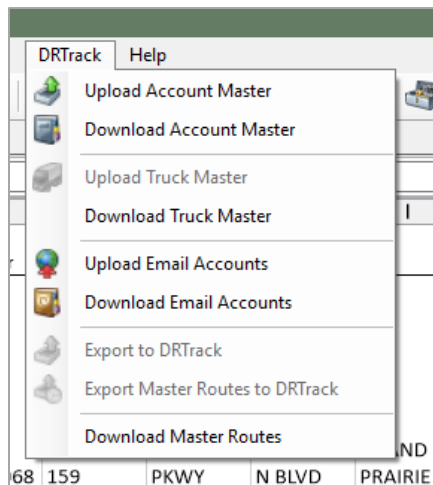 DRTrack Help
Upload Account Master
Download Account Master
Upload Truck Master
Download Truck Master
I
Upload Email Accounts
Download Email Accounts
Export to DRTrack
Export Master Routes to DRTrack
Download Master Routes
68 159 PKWY N BLVD PRAIRIE